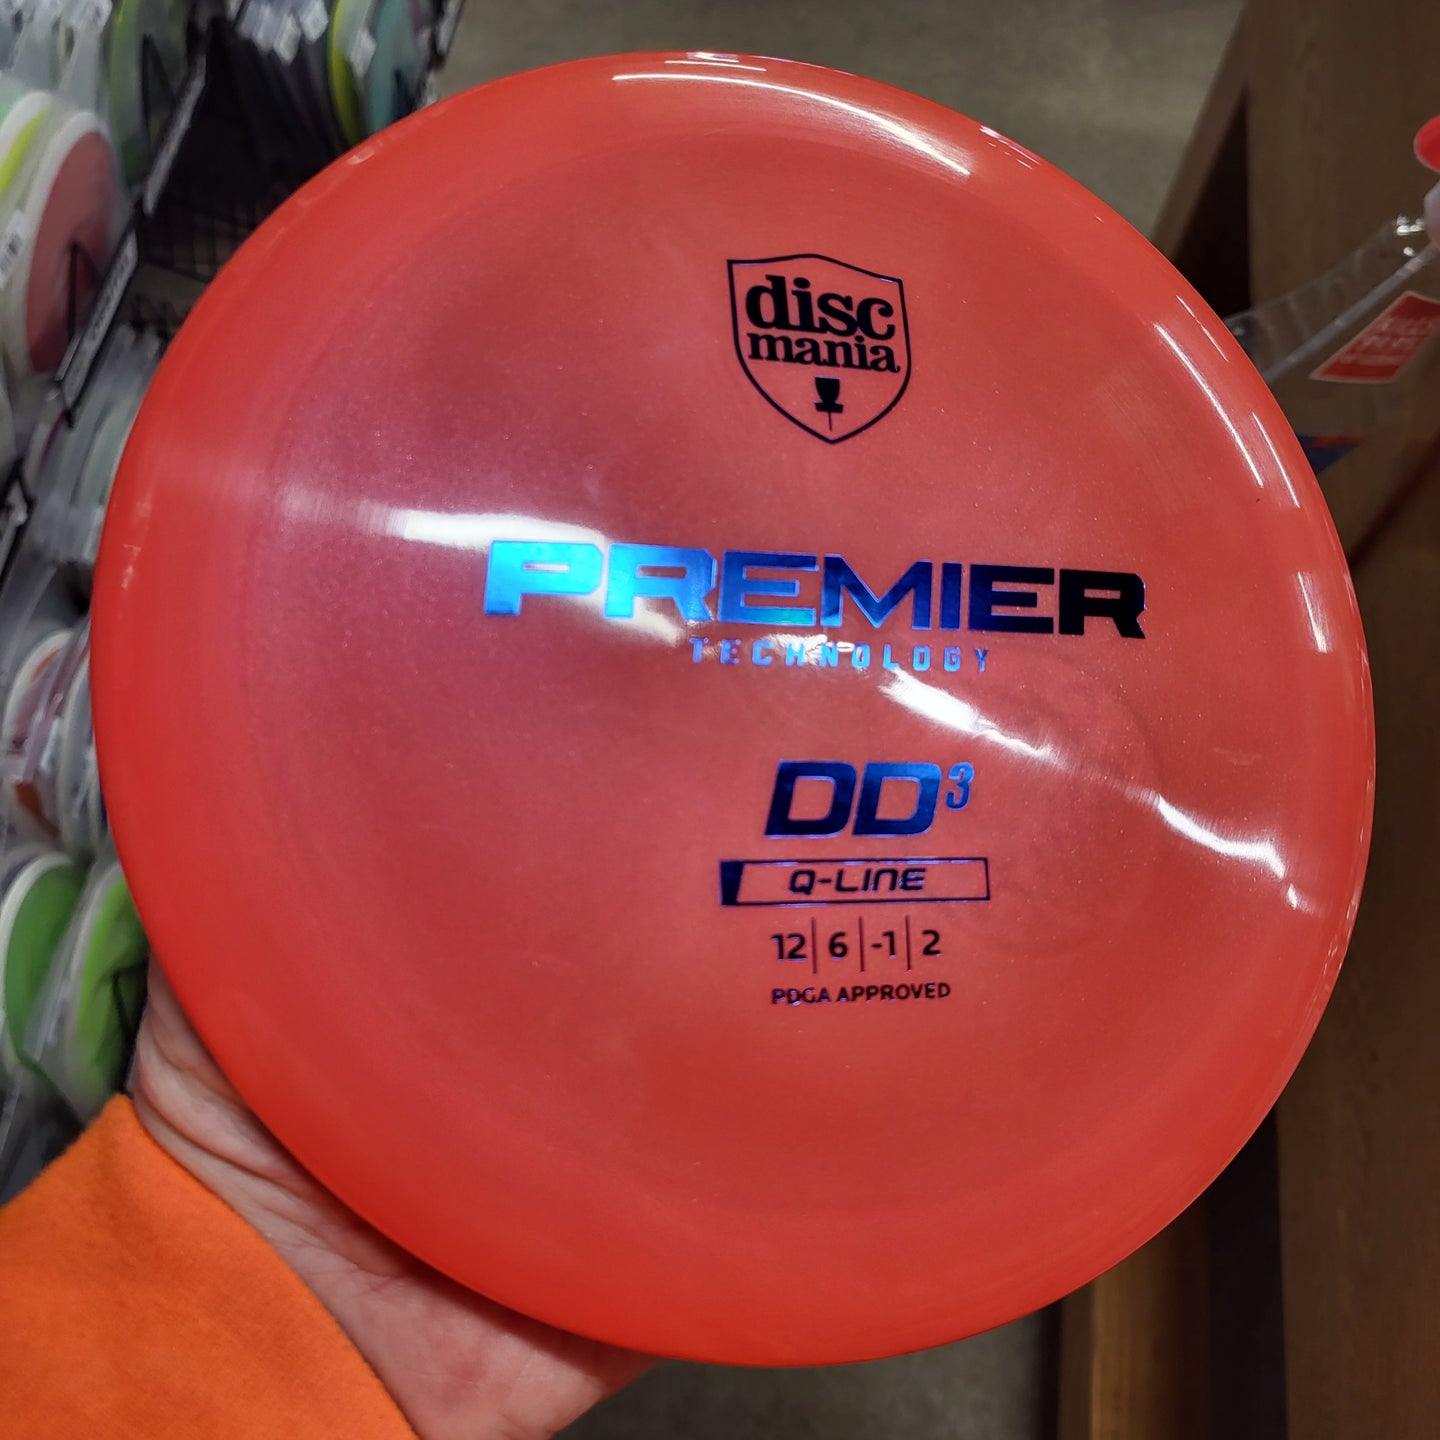 disc
mania
PREMIER
TECHNOLOGY
DD³
Q-LINE
12 | 6 | -1 | 2
PDGA APPROVED